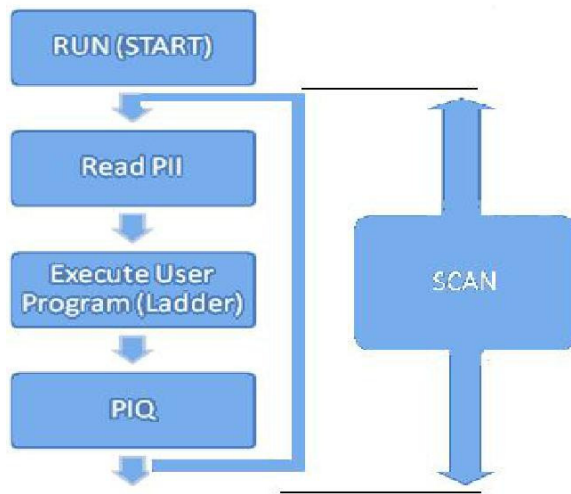 RUN (START)
Read PII
Execute User
Program (Ladder)
PIQ
SCAN